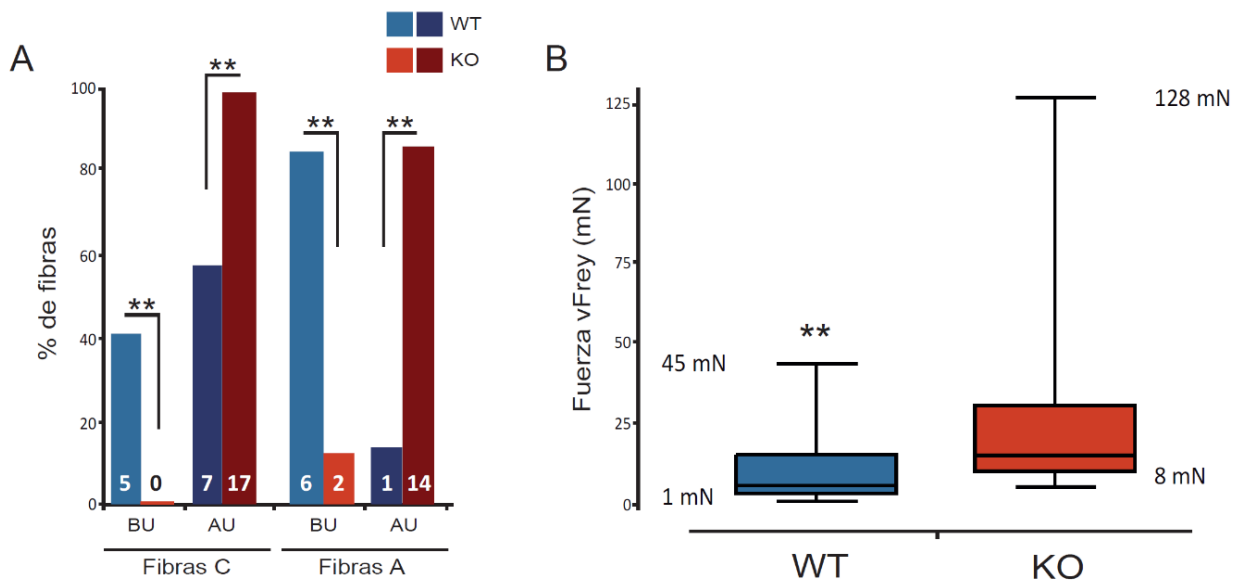 WT
KO
A
B
**
**
**
**
100
80
60
40
20
0
% de fibras
5
0
7
17
6
2
1
14
BU
AU
BU
AU
Fibras C
Fibras A
Fuerza vFrey (mN)
125
100
75
50
25
0
**
45 mN
1 mN
128 mN
8 mN
WT
KO